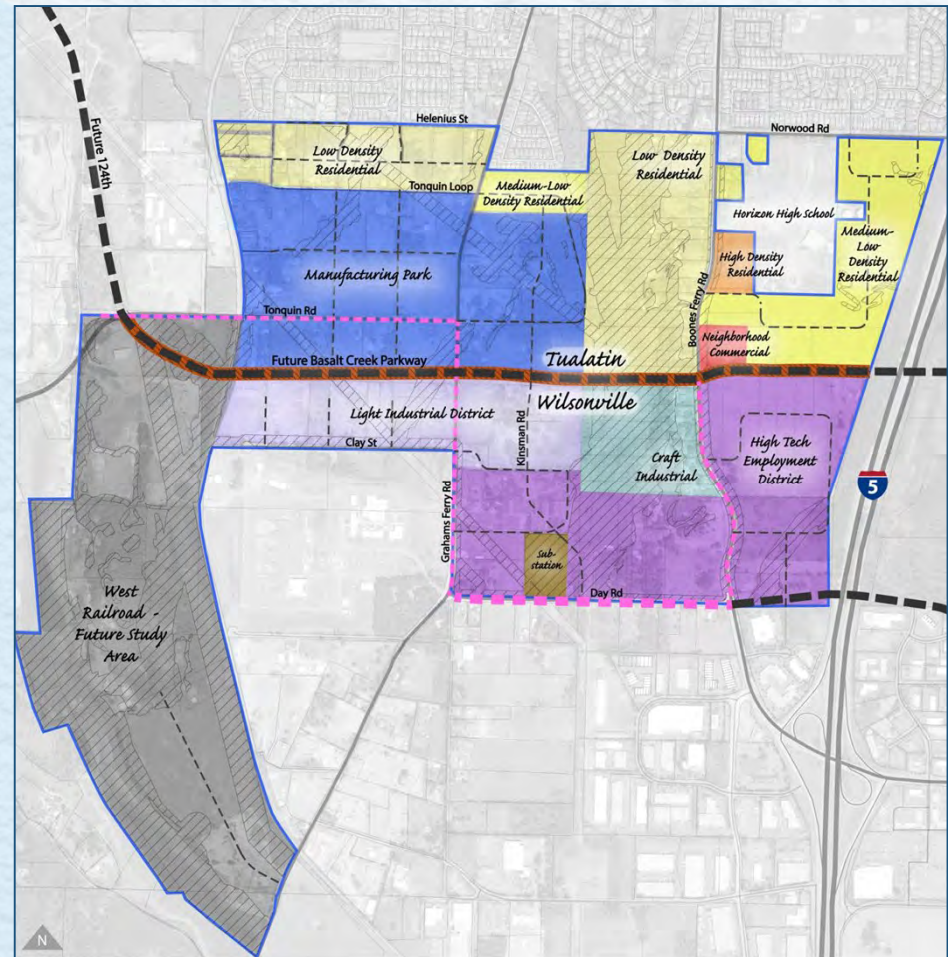 Helenius St
Norwood Rd
Future 124th
Low Density
Residential
Low Density
Residential
Tonquin Loop
Medium-Low
Density Residential
Horizon High School
Medium-
Low
Density
Residential
High Density
Residential
Manufacturing Park
Boones Ferry Rd
Tonquin Rd
Neighborhood
Commercial
Future Basalt Creek Parkway
Tualatin
Wilsonville
Light Industrial District
Kinsman Rd
Clay St
Craft
Industrial
High Tech
Employment
District
5
Grahams Ferry Rd
Sub-
station
Day Rd
West
Railroad -
Future Study
Area
N